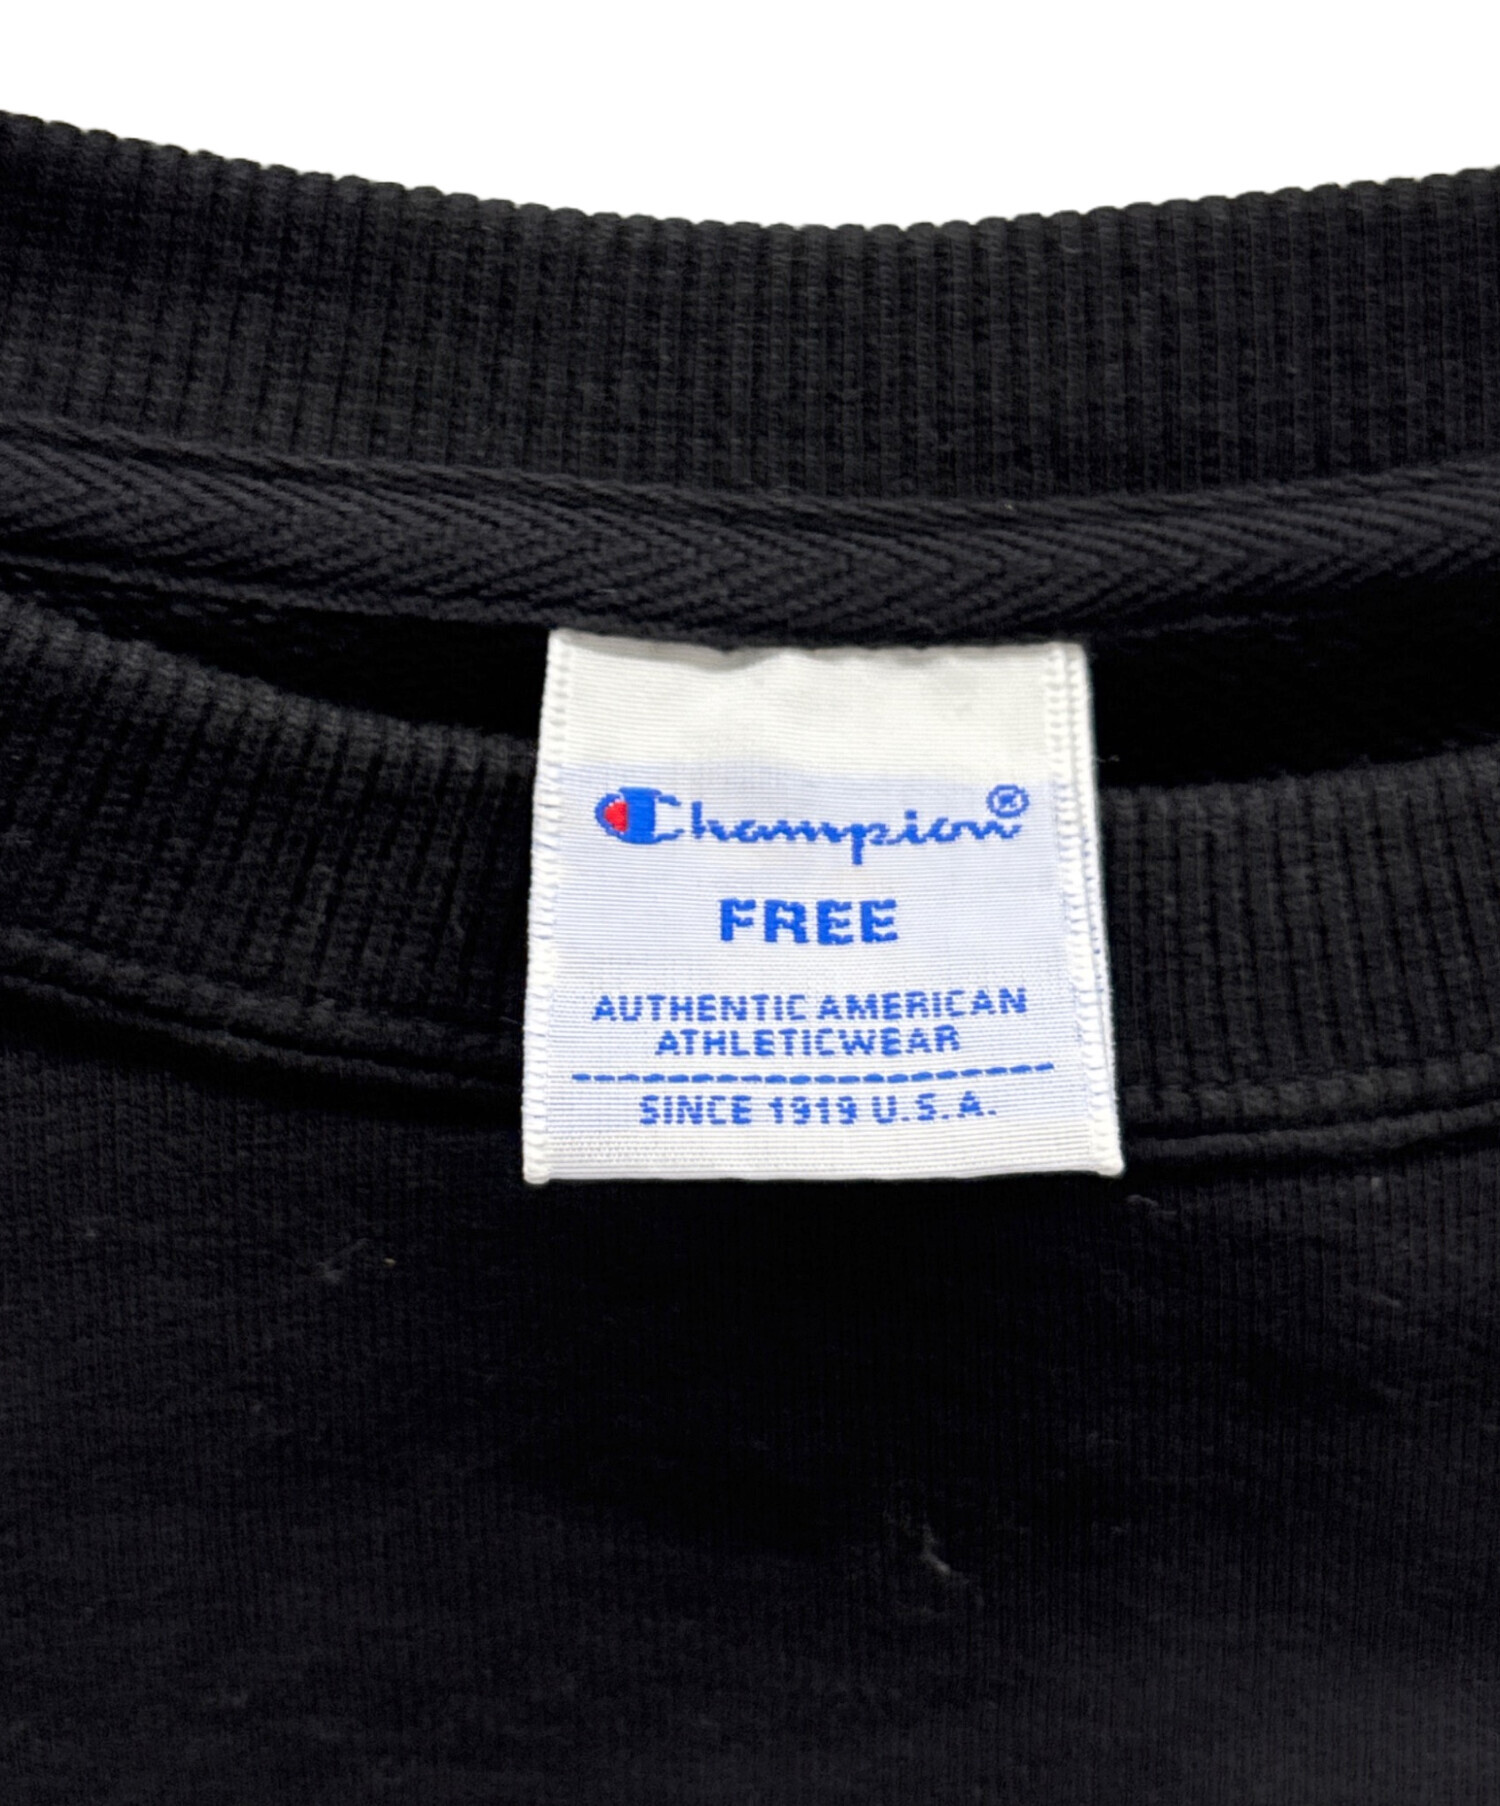 Champion®
FREE
AUTHENTIC AMERICAN
ATHLETICWEAR
SINCE 1919 U.S.A.